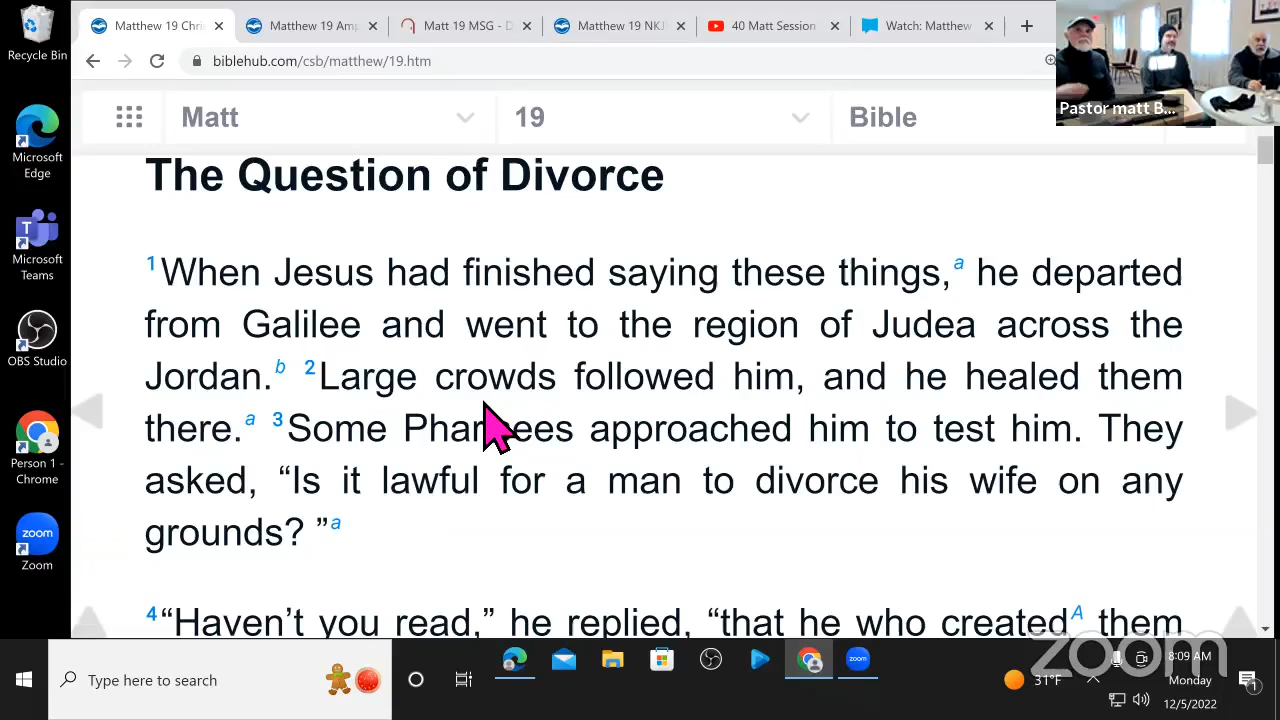 Recycle Bin
Microsoft
Edge
Microsoft
Teams
OBS Studio
Person 1 -
Chrome
zoom
Zoom
Matthew 19 Chri
Matthew 19 Amp
Matt 19 MSG - D
Matthew 19 NKJ
40 Matt Session
Watch: Matthew
biblehub.com/csb/matthew/19.htm
Matt
19
Bible
Pastor matt B...
The Question of Divorce
1 When Jesus had finished saying these things,a he departed
from Galilee and went to the region of Judea across the
Jordan.b 2 Large crowds followed him, and he healed them
there.a 3 Some Pharisees approached him to test him. They
asked, “Is it lawful for a man to divorce his wife on any
grounds? ”a
4 “Haven’t you read,” he replied, “that he who createdA them
zoom
Type here to search
zoom
31°F
8:09 AM
Monday
12/5/2022
1